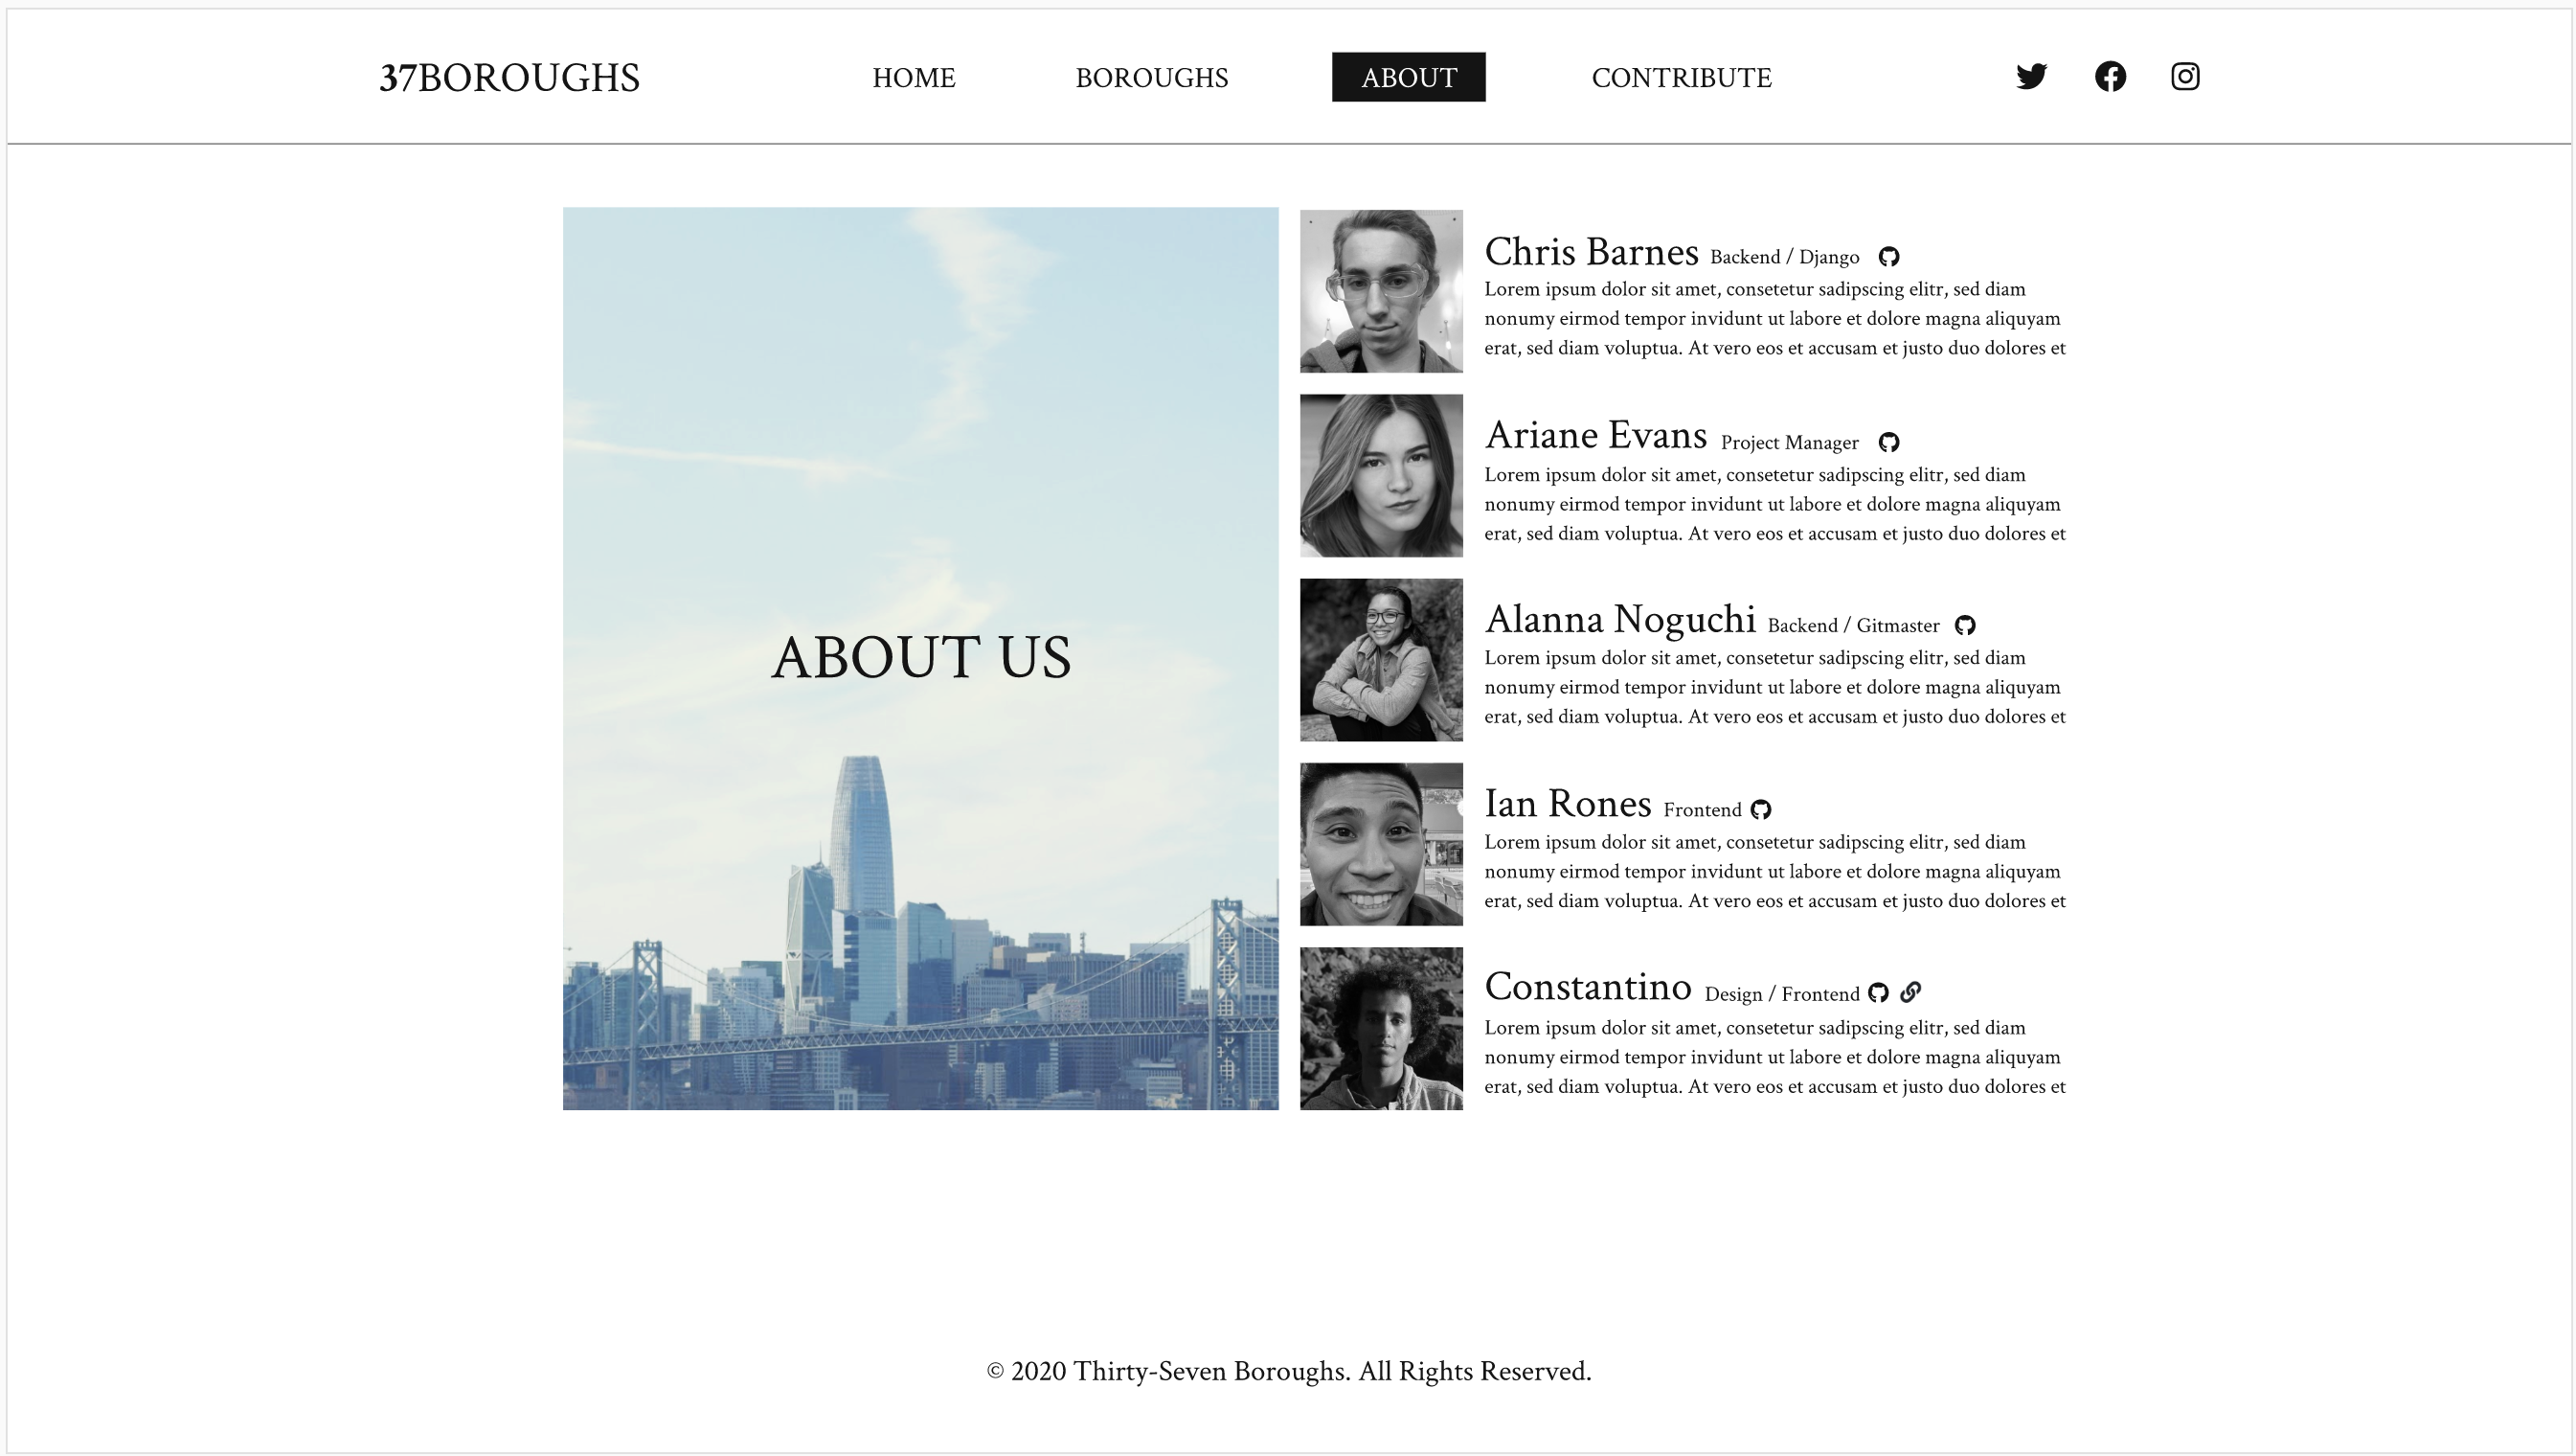 37BOROUGHS
HOME
BOROUGHS
ABOUT
CONTRIBUTE
ABOUT US
Chris Barnes Backend / Django
Lorem ipsum dolor sit amet, consetetur sadipscing elitr, sed diam
nonumy eirmod tempor invidunt ut labore et dolore magna aliquyam
erat, sed diam voluptua. At vero eos et accusam et justo duo dolores et
Ariane Evans Project Manager
Lorem ipsum dolor sit amet, consetetur sadipscing elitr, sed diam
nonumy eirmod tempor invidunt ut labore et dolore magna aliquyam
erat, sed diam voluptua. At vero eos et accusam et justo duo dolores et
Alanna Noguchi Backend / Gitmaster
Lorem ipsum dolor sit amet, consetetur sadipscing elitr, sed diam
nonumy eirmod tempor invidunt ut labore et dolore magna aliquyam
erat, sed diam voluptua. At vero eos et accusam et justo duo dolores et
Ian Rones Frontend
Lorem ipsum dolor sit amet, consetetur sadipscing elitr, sed diam
nonumy eirmod tempor invidunt ut labore et dolore magna aliquyam
erat, sed diam voluptua. At vero eos et accusam et justo duo dolores et
Constantino Design / Frontend
Lorem ipsum dolor sit amet, consetetur sadipscing elitr, sed diam
nonumy eirmod tempor invidunt ut labore et dolore magna aliquyam
erat, sed diam voluptua. At vero eos et accusam et justo duo dolores et
© 2020 Thirty-Seven Boroughs. All Rights Reserved.